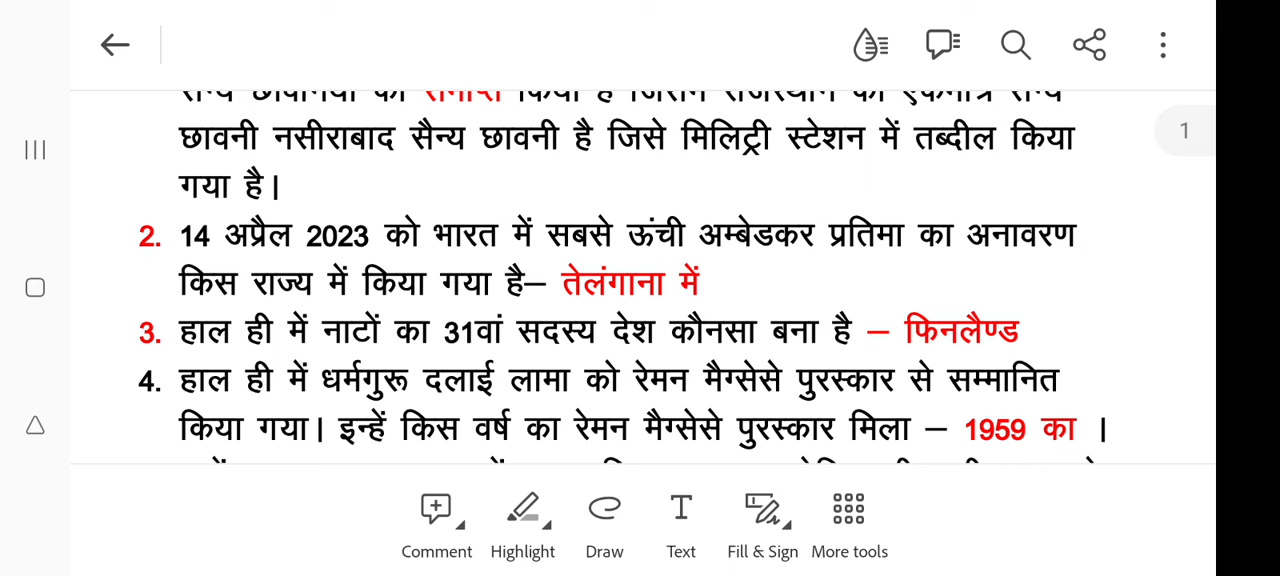 1
छावनी नसीराबाद सैन्य छावनी है जिसे मिलिट्री स्टेशन में तब्दील किया
गया है।
2. 14 अप्रैल 2023 को भारत में सबसे ऊंची अम्बेडकर प्रतिमा का अनावरण
किस राज्य में किया गया है– तेलंगाना में
3. हाल ही में नाटों का 31वां सदस्य देश कौनसा बना है – फिनलैण्ड
4. हाल ही में धर्मगुरू दलाई लामा को रेमन मैग्सेसे पुरस्कार से सम्मानित
किया गया। इन्हें किस वर्ष का रेमन मैग्सेसे पुरस्कार मिला – 1959 का ।
Comment Highlight Draw Text Fill & Sign More tools